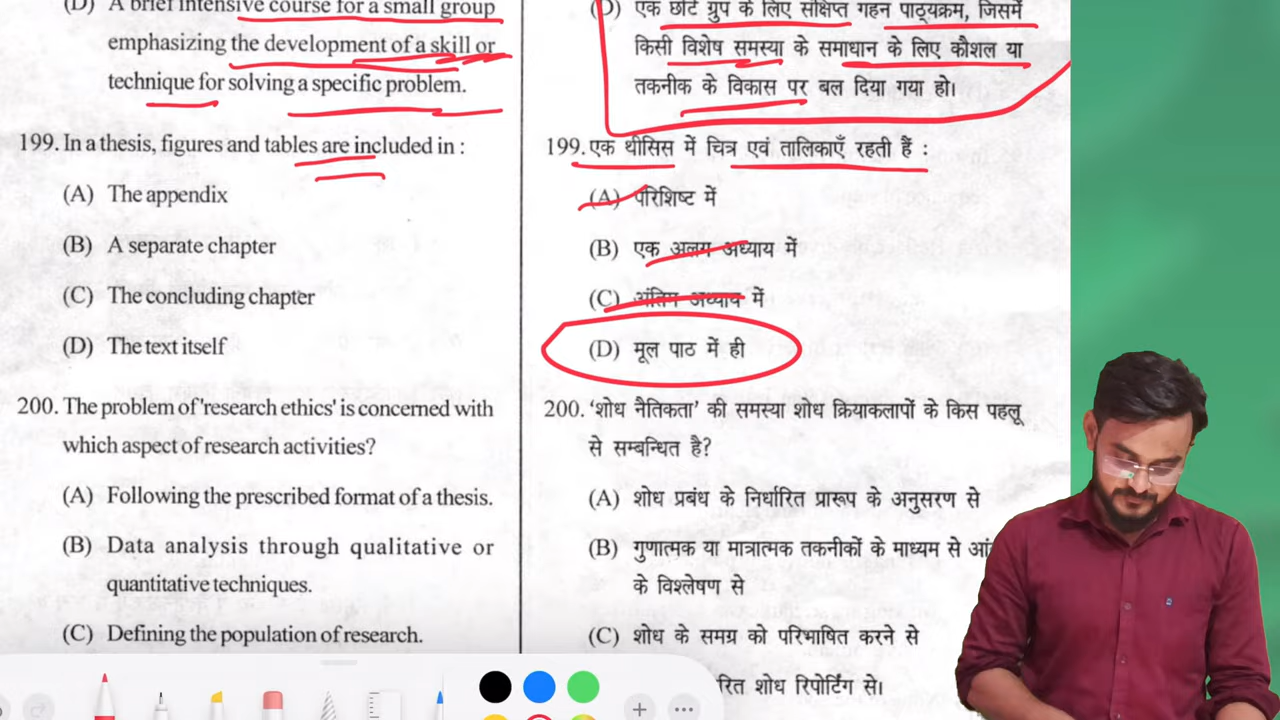 (D) A brief intensive course for a small group
emphasizing the development of a skill or
technique for solving a specific problem.
199. In a thesis, figures and tables are included in :
(A) The appendix
(B) A separate chapter
(C) The concluding chapter
(D) The text itself
200. The problem of 'research ethics' is concerned with
which aspect of research activities?
(A) Following the prescribed format of a thesis.
(B) Data analysis through qualitative or
quantitative techniques.
(C) Defining the population of research.
(D) एक छोटे ग्रुप के लिए संक्षिप्त गहन पाठ्यक्रम, जिसमें
किसी विशेष समस्या के समाधान के लिए कौशल या
तकनीक के विकास पर बल दिया गया हो।
199. एक थीसिस में चित्र एवं तालिकाएँ रहती हैं :
(A) परिशिष्ट में
(B) एक अलग अध्याय में
(C) अंतिम अध्याय में
(D) मूल पाठ में ही
200. 'शोध नैतिकता' की समस्या शोध क्रियाकलापों के किस पहलू
से सम्बन्धित है?
(A) शोध प्रबंध के निर्धारित प्रारूप के अनुसरण से
(B) गुणात्मक या मात्रात्मक तकनीकों के माध्यम से
के विश्लेषण से
(C) शोध के समग्र को परिभाषित करने से
शोध रिपोर्टिंग से।